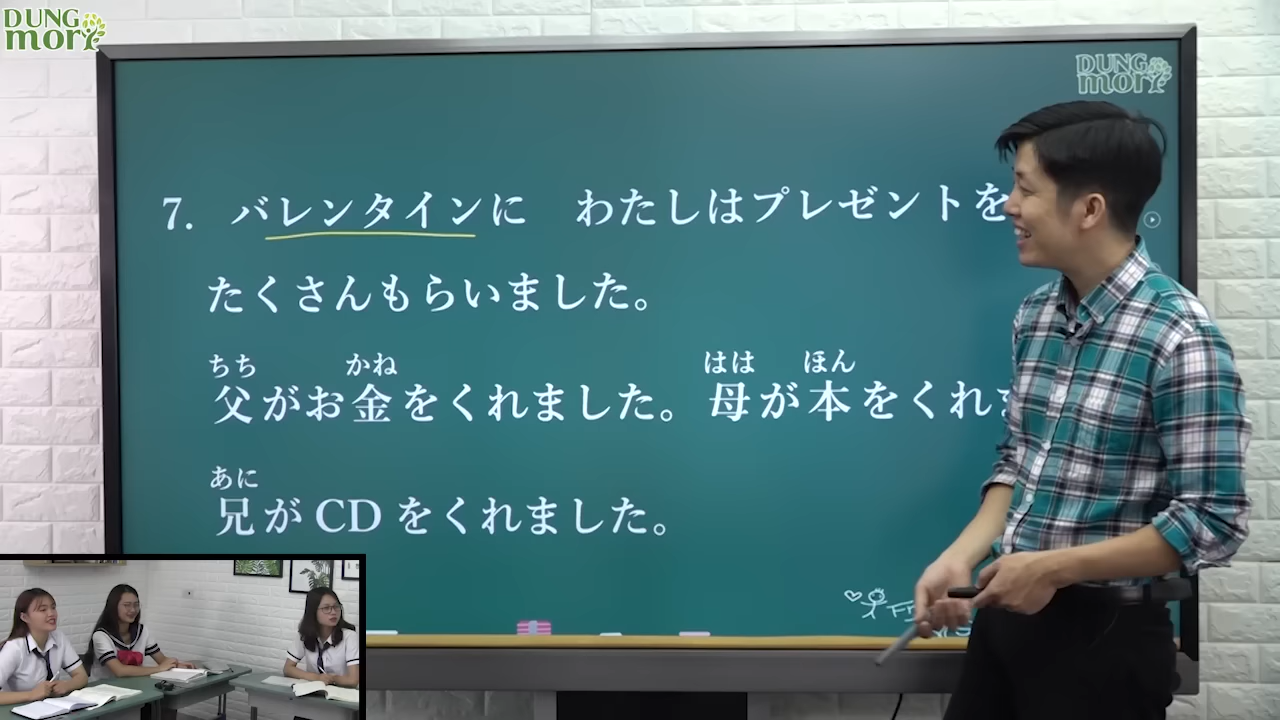 DUNG
mori
DUNG
mori
7. バレンタインに わたしはプレゼントを
たくさんもらいました。
ちち かね はは ほん
父がお金をくれました。母が本をくれ
あに
兄が CD をくれました。